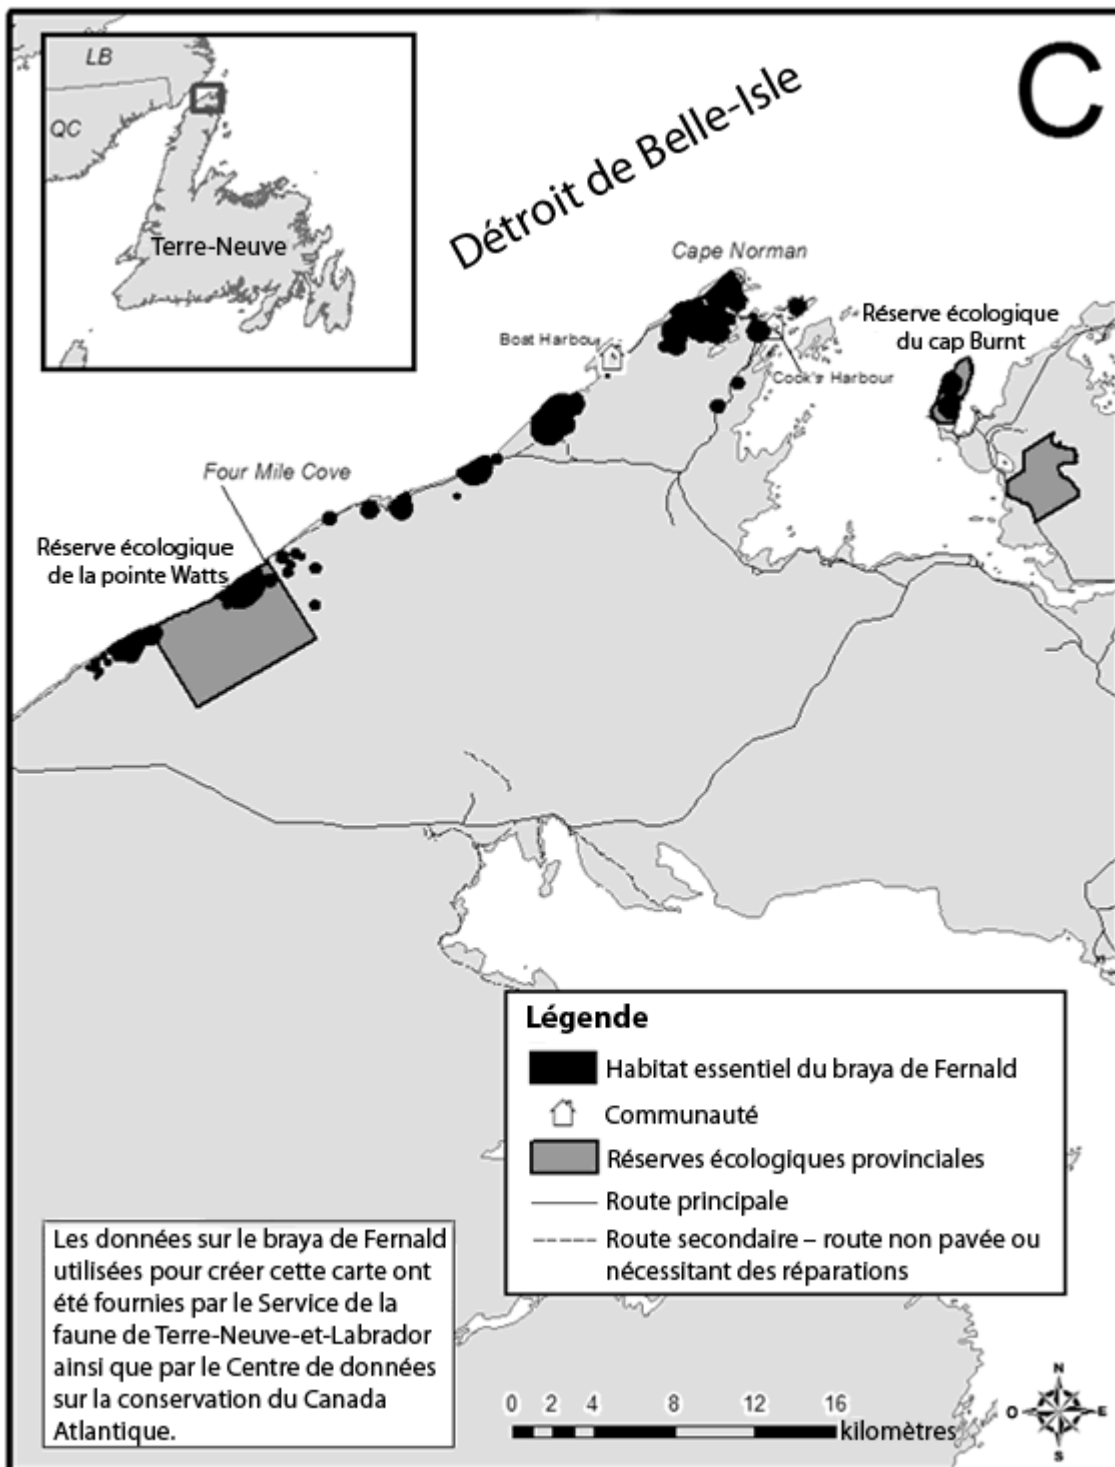 C
LB
QC
Terre-Neuve
Détroit de Belle-Isle
Cape Norman
Réserve écologique
du cap Burnt
Boat Harbou
Cook's Harbour
Four Mile Cove
Réserve écologique
de la pointe Watts
Légende
Habitat essentiel du braya de Fernald
Communauté
Réserves écologiques provinciales
Route principale
Route secondaire – route non pavée ou
nécessitant des réparations
Les données sur le braya de Fernald
utilisées pour créer cette carte ont
été fournies par le Service de la
faune de Terre-Neuve-et-Labrador
ainsi que par le Centre de données
sur la conservation du Canada
Atlantique.
0 2 4 8 12 16
kilomètres
N
O E
S